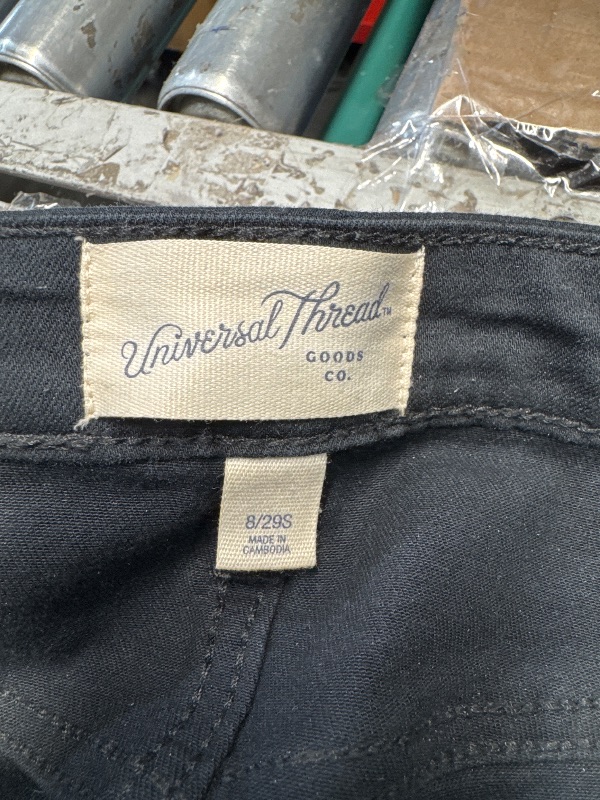 Universal Thread™
GOODS
CO.
8/29S
MADE IN
CAMBODIA